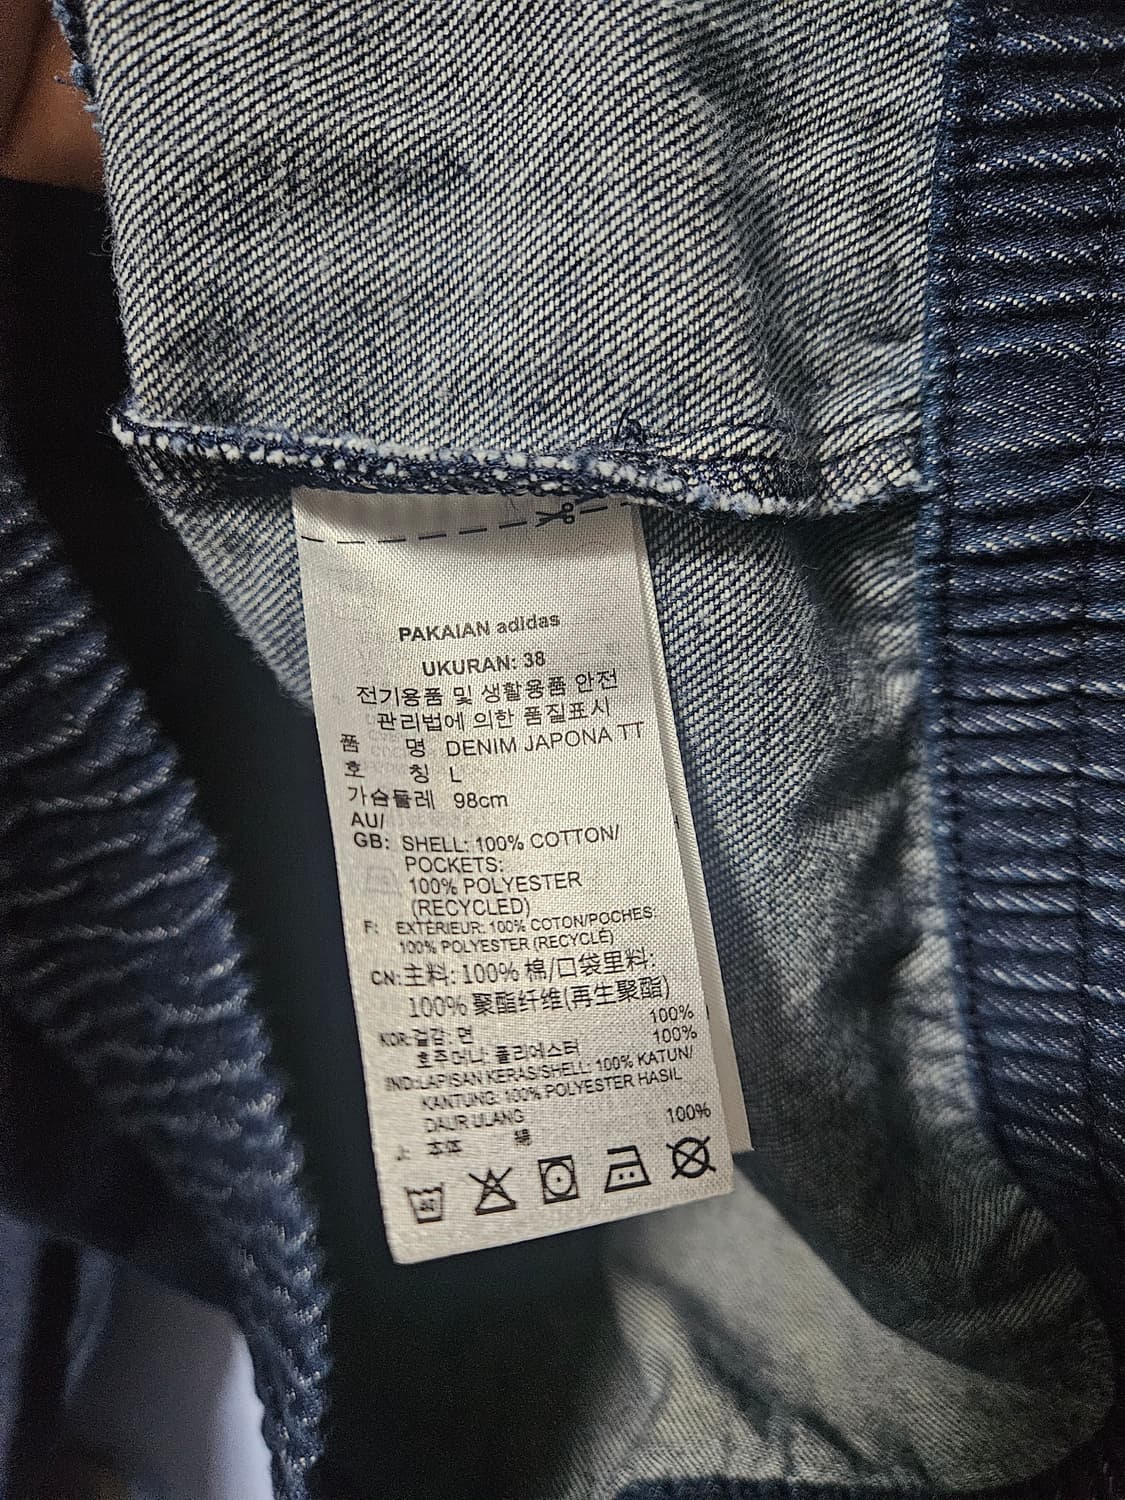 PAKAIAN adidas
UKURAN: 38
전기용품 및 생활용품 안전
관리법에 의한 품질표시
품 명 DENIM JAPONA TT
호 칭 L
가슴둘레 98cm
AU/
GB: SHELL: 100% COTTON/
POCKETS:
100% POLYESTER
(RECYCLED)
F: EXTÉRIEUR: 100% COTON/POCHES:
100% POLYESTER (RECYCLÉ)
CN: 主料: 100% 棉/口袋里料:
100% 聚酯纤维(再生聚酯)
KOR: 겉감: 면 100%
호주머니: 폴리에스터 100%
IND: LAPISAN KERAS/SHELL: 100% KATUN/
KANTUNG: 100% POLYESTER HASIL
DAUR ULANG
本体 綿 100%